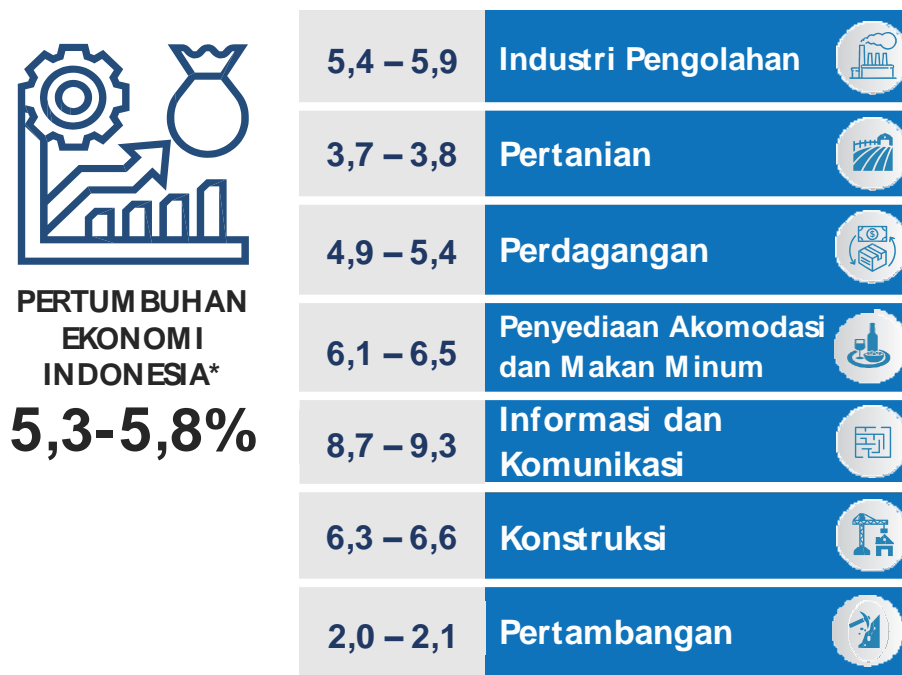 PERTUMBUHAN
EKONOMI
INDONESIA*
5,3-5,8%
5,4 – 5,9 Industri Pengolahan
3,7 – 3,8 Pertanian
4,9 – 5,4 Perdagangan
6,1 – 6,5 Penyediaan Akomodasi
dan Makan Minum
8,7 – 9,3 Informasi dan
Komunikasi
6,3 – 6,6 Konstruksi
2,0 – 2,1 Pertambangan